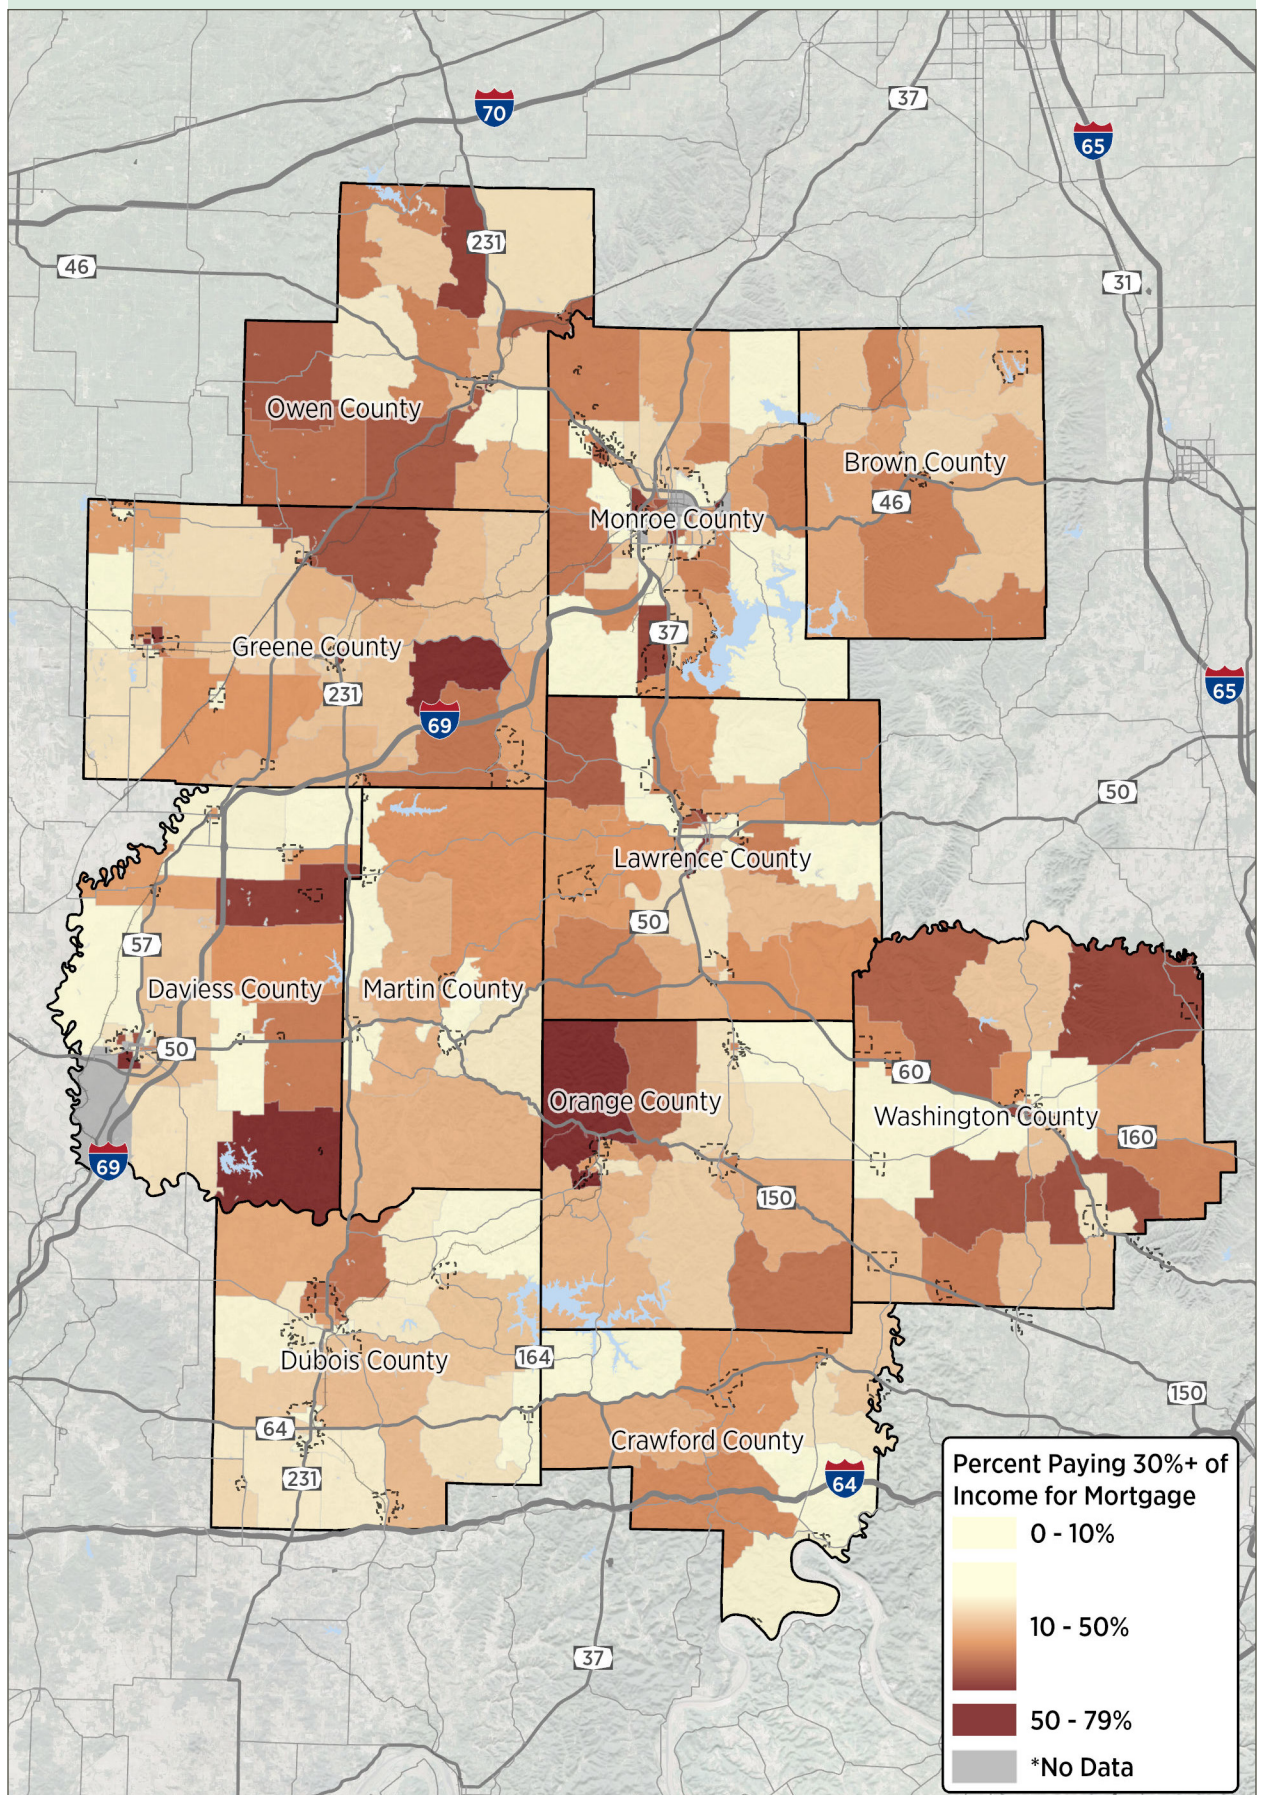 70
37
65
231
46
31
Owen County
Brown County
46
Monroe County
37
Greene County
231
65
69
50
Lawrence County
50
57
Daviess County
Martin County
50
60
Orange County
Washington County
160
69
150
164
Dubois County
150
64
Crawford County
231
64
37
Percent Paying 30%+ of
Income for Mortgage
0 - 10%
10 - 50%
50 - 79%
*No Data